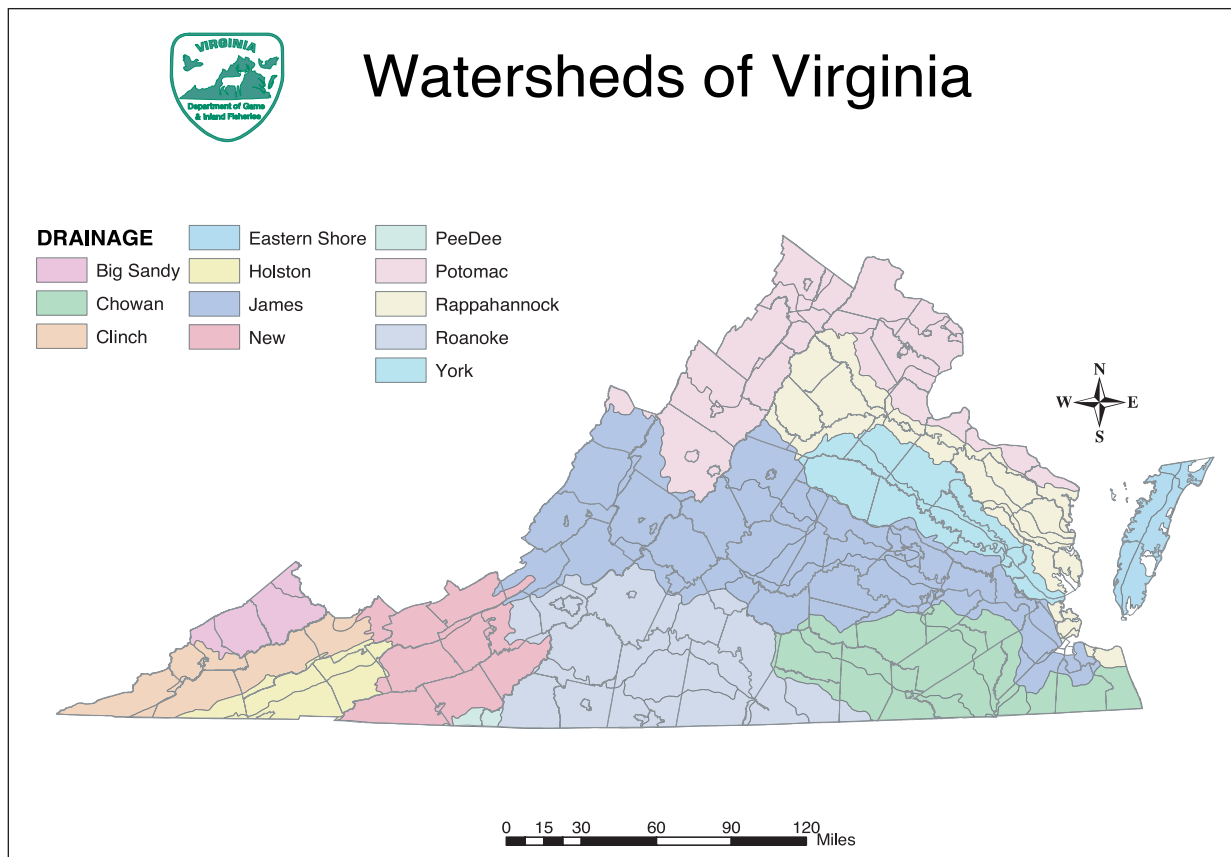 VIRGINIA
Department of Game
& Inland Fisheries
Watersheds of Virginia
DRAINAGE
Big Sandy
Chowan
Clinch
Eastern Shore
Holston
James
New
PeeDee
Potomac
Rappahannock
Roanoke
York
N
W E
S
0 15 30 60 90 120
Miles